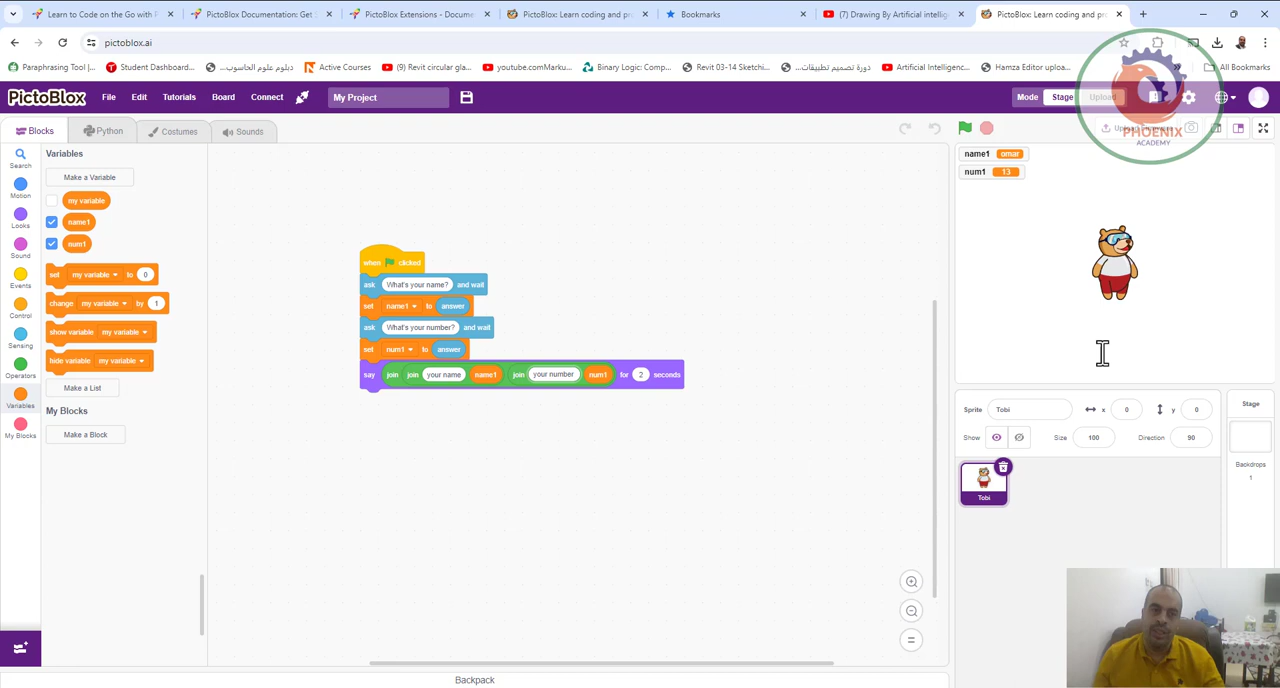 Learn to Code on the Go with P
PictoBlox Documentation: Get S
PictoBlox Extensions - Docume
PictoBlox: Learn coding and pr
Bookmarks
(7) Drawing By Artificial intellig
PictoBlox: Learn coding and pr
pictoblox.ai
Paraphrasing Tool |...
Student Dashboard...
دبلوم علوم الحاسوب...
Active Courses
(9) Revit solar gla...
youtube.comMarku...
Binary Logic: Comp...
Revit 03-14 Sketchi...
دورة تصميم تطبيقات...
Artificial Intelligenc...
Hamza Editor uploa...
All Bookmarks
PictoBlox
File
Edit
Tutorials
Board
Connect
My Project
Mode
Stage
Upload
Blocks
Python
Costumes
Sounds
PHOENIX
ACADEMY
Search
Motion
Looks
Sound
Events
Control
Sensing
Operators
Variables
My Blocks
Variables
Make a Variable
my variable
name1
num1
set my variable to 0
change my variable by 1
show variable my variable
hide variable my variable
Make a List
My Blocks
Make a Block
when clicked
ask What's your name? and wait
set name1 to answer
ask What's your number? and wait
set num1 to answer
say join join your name name1 join your number num1 for 2 seconds
name1 omar
num1 13
Sprite Tobi x 0 y 0
Show Size 100 Direction 90
Tobi
Stage
Backdrops
1
Backpack